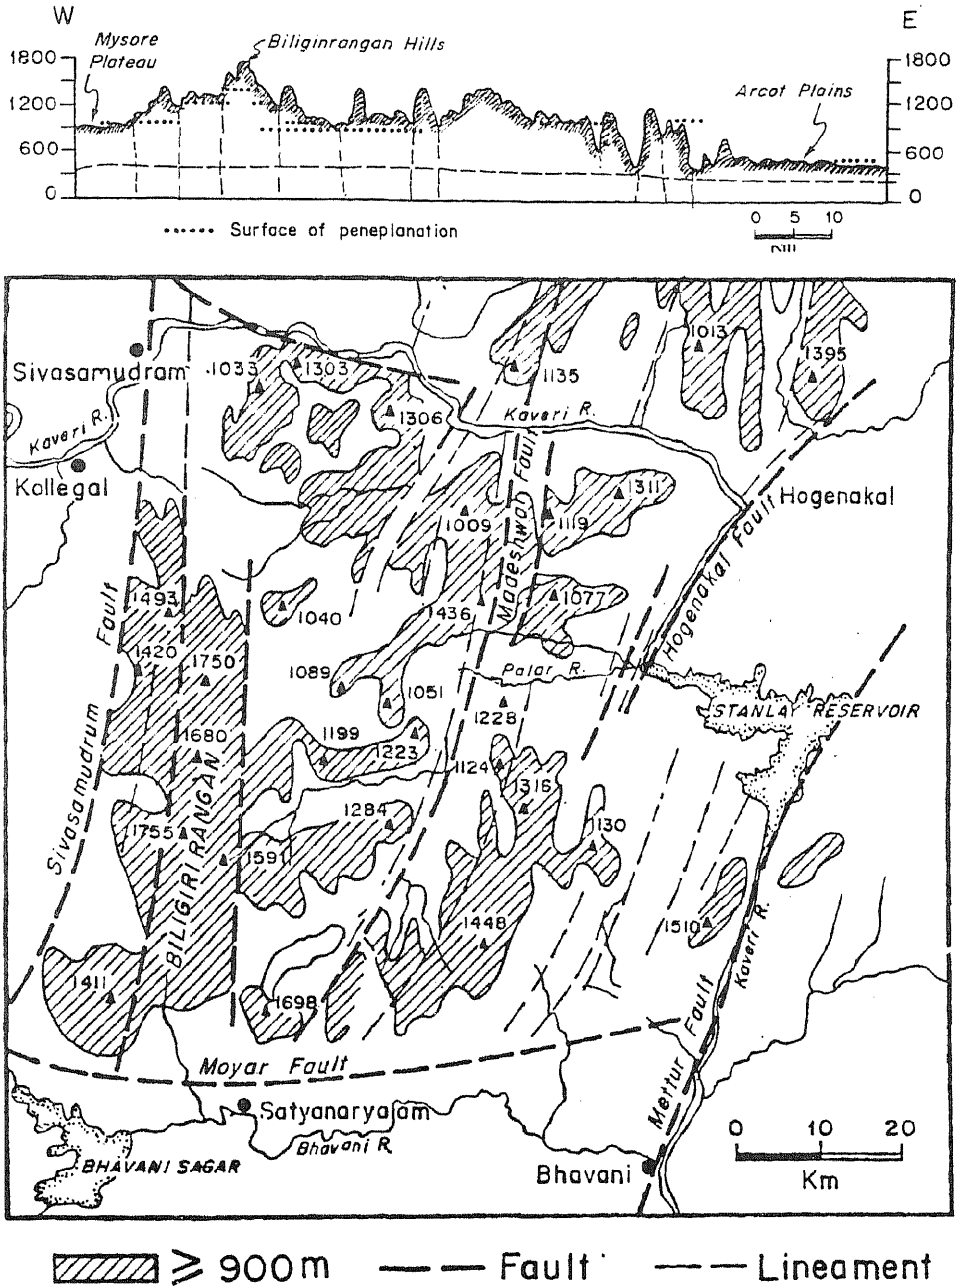 W
E
Mysore
Plateau
Biliginrangan Hills
Arcot Plains
1800
1200
600
0
1800
1200
600
0
...... Surface of peneplanation
0 5 10
Sivasamudram
1033
1303
1306
1135
1013
1395
Kaveri R.
Kaveri R.
Kollegal
1009
1311
1119
Hogenakal
Madeshwan Fault
Hogenakal Fault
1493
1040
1436
1077
1420
1750
1089
1051
Palar R.
1228
STANLAY RESERVOIR
Sivasamudrum Fault
1680
1199
1223
1124
1316
1755
1284
1591
130
BILIGIRI RANGAN
1448
1510
Kaveri R.
1411
1698
Moyar Fault
Mettur Fault
Satyanaryalam
Bhavani R.
BHAVANI SAGAR
Bhavani
0 10 20
Km
≥ 900m
Fault
Lineament